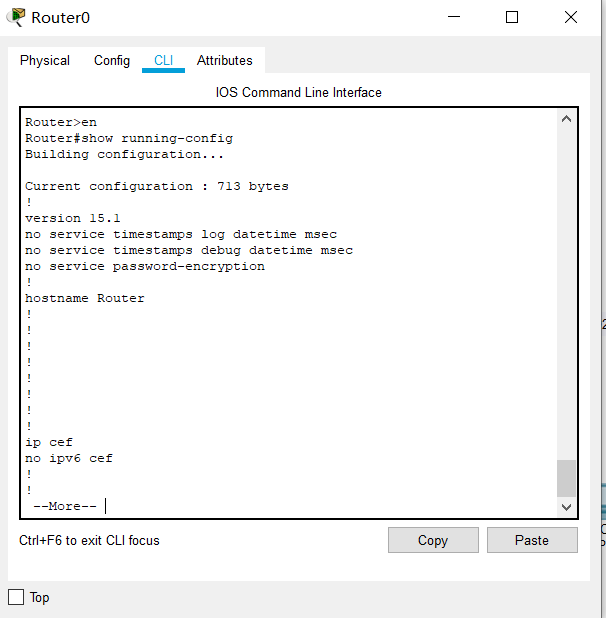 Router0
Physical Config CLI Attributes
IOS Command Line Interface
Router>en
Router#show running-config
Building configuration...
Current configuration : 713 bytes
!
version 15.1
no service timestamps log datetime msec
no service timestamps debug datetime msec
no service password-encryption
!
hostname Router
!
!
!
!
!
!
!
!
ip cef
no ipv6 cef
!
!
--More--
Ctrl+F6 to exit CLI focus
Copy Paste
Top